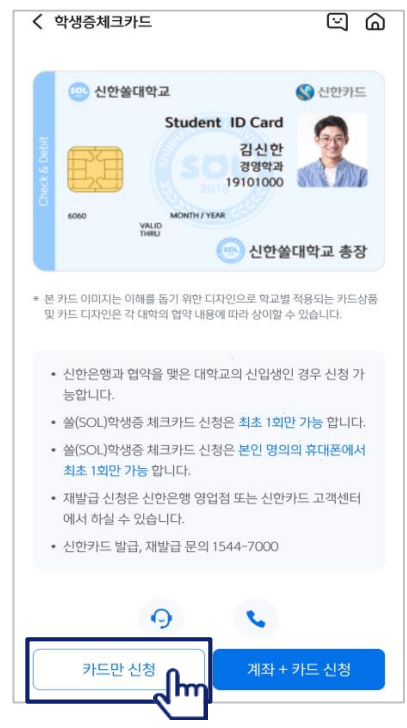 학생증체크카드
SOL 신한쏠대학교
신한카드
Student ID Card
김신한
경영학과
19101000
Check & Debit
6060
MONTH / YEAR
VALID
THRU
SOL 신한쏠대학교 총장
* 본 카드 이미지는 이해를 돕기 위한 디자인으로 학교별 적용되는 카드상품
및 카드 디자인은 각 대학의 협약 내용에 따라 상이할 수 있습니다.
• 신한은행과 협약을 맺은 대학교의 신입생인 경우 신청 가
능합니다.
• 쏠(SOL)학생증 체크카드 신청은 최초 1회만 가능 합니다.
• 쏠(SOL)학생증 체크카드 신청은 본인 명의의 휴대폰에서
최초 1회만 가능 합니다.
• 재발급 신청은 신한은행 영업점 또는 신한카드 고객센터
에서 하실 수 있습니다.
• 신한카드 발급, 재발급 문의 1544-7000
카드만 신청
계좌 + 카드 신청